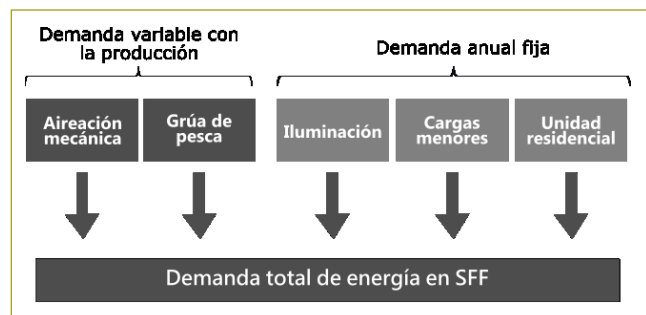 Demanda variable con
la producción
Demanda anual fija
Aireación
mecánica
Grúa de
pesca
Iluminación
Cargas
menores
Unidad
residencial
Demanda total de energía en SFF